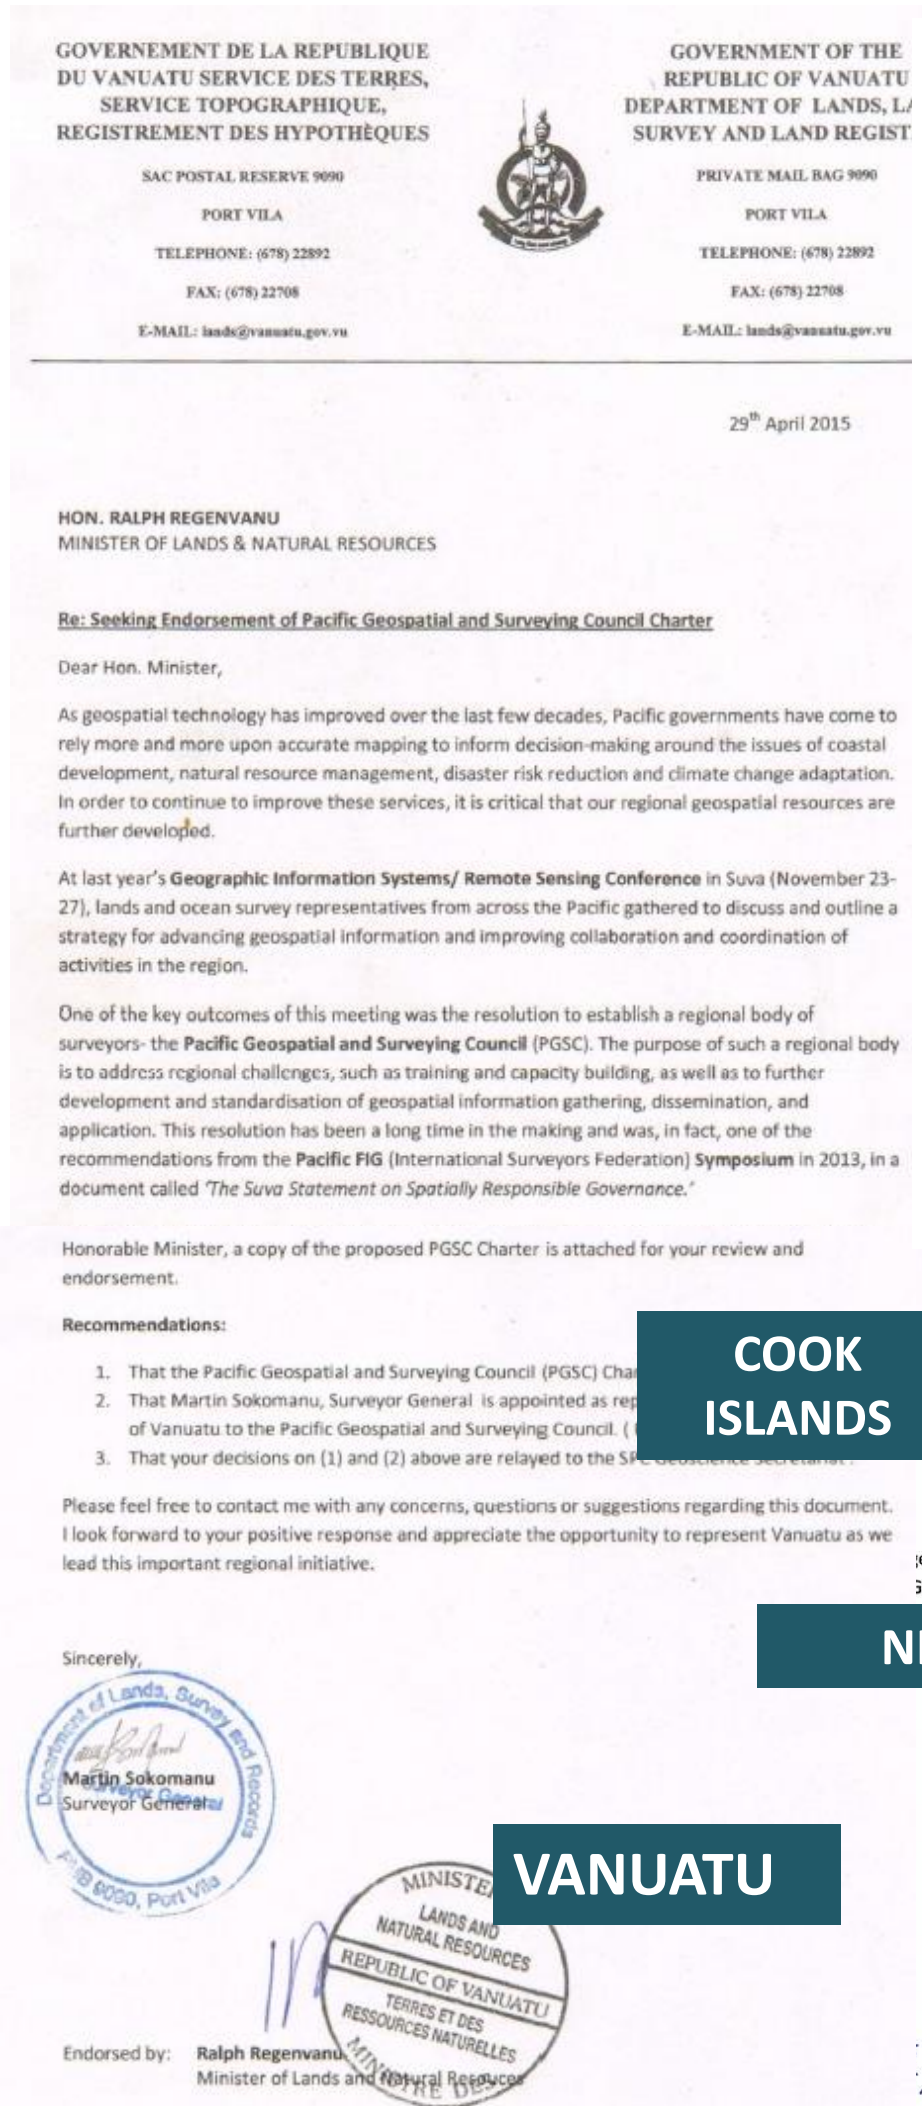 GOVERNEMENT DE LA REPUBLIQUE
DU VANUATU SERVICE DES TERRES,
SERVICE TOPOGRAPHIQUE,
REGISTREMENT DES HYPOTHÈQUES
SAC POSTAL RESERVE 9090
PORT VILA
TELEPHONE: (678) 22892
FAX: (678) 22708
E-MAIL: lands@vanuatu.gov.vu
GOVERNMENT OF THE
REPUBLIC OF VANUATU
DEPARTMENT OF LANDS,
SURVEY AND LAND
PRIVATE MAIL BAG 9090
PORT VILA
TELEPHONE: (678) 22892
FAX: (678) 22708
E-MAIL: lands@vanuatu.gov.vu
29th April 2015
HON. RALPH REGENVANU
MINISTER OF LANDS & NATURAL RESOURCES
Re: Seeking Endorsement of Pacific Geospatial and Surveying Council Charter
Dear Hon. Minister,
As geospatial technology has improved over the last few decades, Pacific governments have come to
rely more and more upon accurate mapping to inform decision-making around the issues of coastal
development, natural resource management, disaster risk reduction and climate change adaptation.
In order to continue to improve these services, it is critical that our regional geospatial resources are
further developed.
At last year's Geographic Information Systems/ Remote Sensing Conference in Suva (November 23-
27), lands and ocean survey representatives from across the Pacific gathered to discuss and outline a
strategy for advancing geospatial information and improving collaboration and coordination of
activities in the region.
One of the key outcomes of this meeting was the resolution to establish a regional body of
surveyors- the Pacific Geospatial and Surveying Council (PGSC). The purpose of such a regional body
is to address regional challenges, such as training and capacity building, as well as to further
development and standardisation of geospatial information gathering, dissemination, and
application. This resolution has been a long time in the making and was, in fact, one of the
recommendations from the Pacific FIG (International Surveyors Federation) Symposium in 2013, in a
document called 'The Suva Statement on Spatially Responsible Governance.'
Honorable Minister, a copy of the proposed PGSC Charter is attached for your review and
endorsement.
Recommendations:
1. That the Pacific Geospatial and Surveying Council (PGSC)
2. That Martin Sokomanu, Surveyor General is appointed as
of Vanuatu to the Pacific Geospatial and Surveying Council. (
3. That your decisions on (1) and (2) above are relayed to the SPC Geoscience Secretariat .
COOK
ISLANDS
Please feel free to contact me with any concerns, questions or suggestions regarding this document.
I look forward to your positive response and appreciate the opportunity to represent Vanuatu as we
lead this important regional initiative.
Sincerely,
Department of Lands, Survey and Records
Martin Sokomanu
Surveyor General
Surveyor General
PMB 9090, Port Vila
VANUATU
LANDS AND
NATURAL RESOURCES
REPUBLIC OF VANUATU
TERRES ET DES
RESSOURCES NATURELLES
MINISTRE DES
Endorsed by: Ralph Regenvanu
Minister of Lands and Natural Resouces